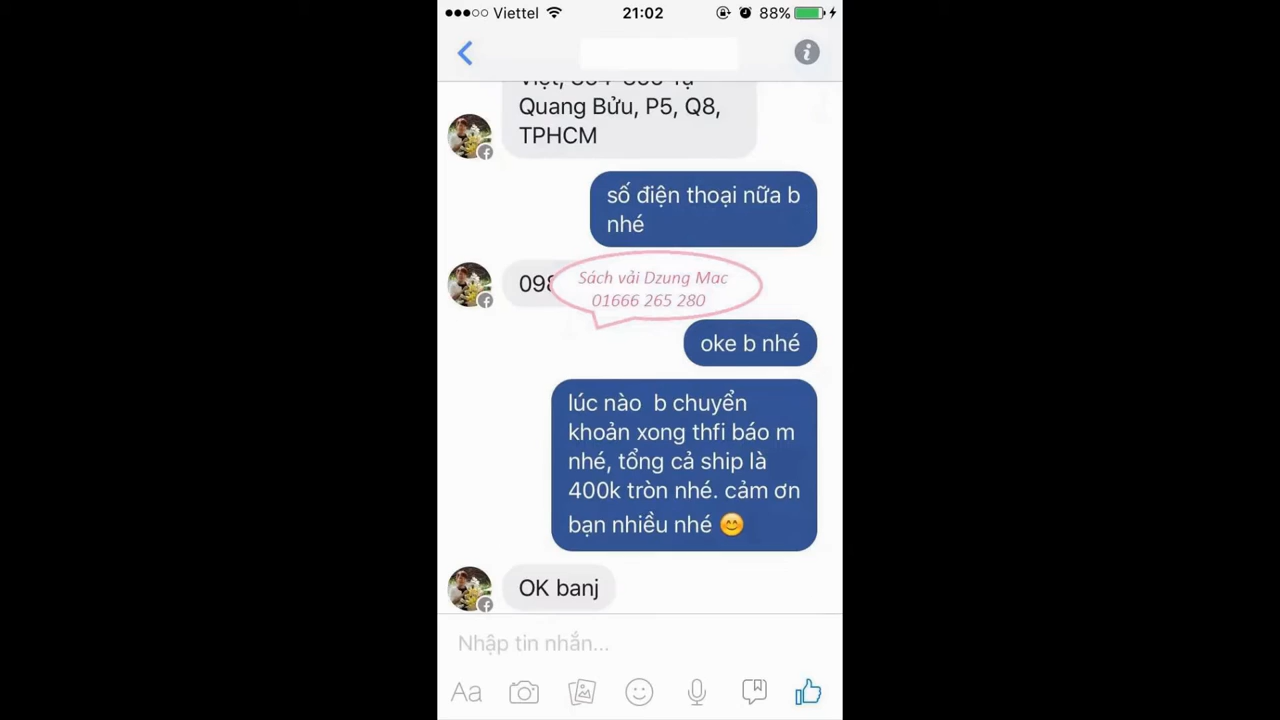 Viettel 21:02 88%
Quang Bửu, P5, Q8,
TPHCM
số điện thoại nữa b
nhé
098
Sách vải Dzung Mac
01666 265 280
oke b nhé
lúc nào b chuyển
khoản xong thfi báo m
nhé, tổng cả ship là
400k tròn nhé. cảm ơn
bạn nhiều nhé 😊
OK banj
Nhập tin nhắn...
Aa